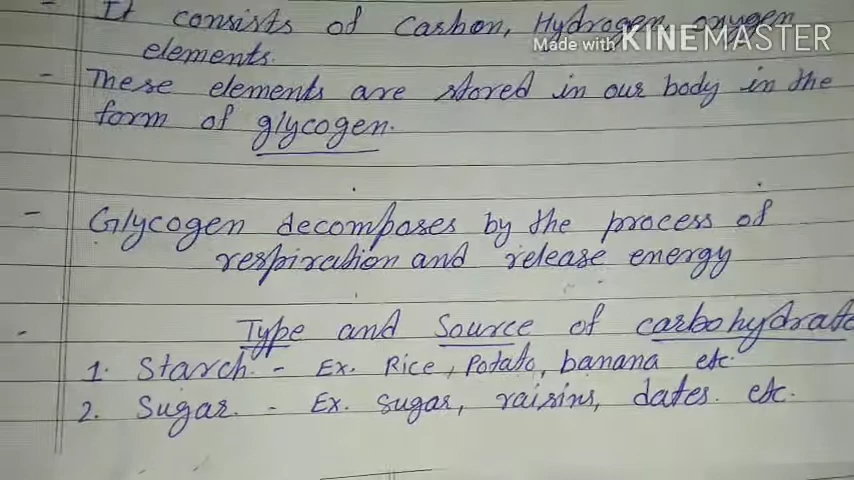 - It consists of Carbon, Hydrogen, oxygen
Made with KINEMASTER
elements.
- These elements are stored in our body in the
form of glycogen.
- Glycogen decomposes by the process of
respiration and release energy
- Type and Source of carbohydrate
1. Starch. - Ex. Rice, Potato, banana etc.
2. Sugar. - Ex. sugar, raisins, dates. etc.